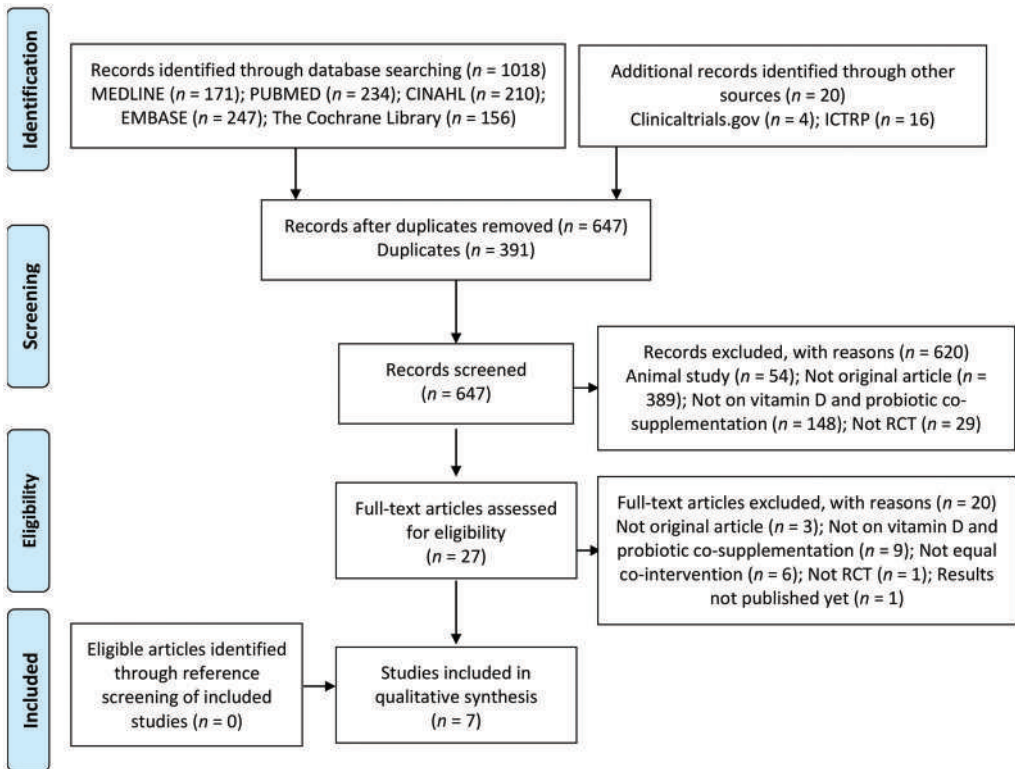 Identification
Records identified through database searching (n = 1018)
MEDLINE (n = 171); PUBMED (n = 234); CINAHL (n = 210);
EMBASE (n = 247); The Cochrane Library (n = 156)
Additional records identified through other
sources (n = 20)
Clinicaltrials.gov (n = 4); ICTRP (n = 16)
Screening
Records after duplicates removed (n = 647)
Duplicates (n = 391)
Records screened
(n = 647)
Records excluded, with reasons (n = 620)
Animal study (n = 54); Not original article (n =
389); Not on vitamin D and probiotic co-
supplementation (n = 148); Not RCT (n = 29)
Eligibility
Full-text articles assessed
for eligibility
(n = 27)
Full-text articles excluded, with reasons (n = 20)
Not original article (n = 3); Not on vitamin D and
probiotic co-supplementation (n = 9); Not equal
co-intervention (n = 6); Not RCT (n = 1); Results
not published yet (n = 1)
Included
Eligible articles identified
through reference
screening of included
studies (n = 0)
Studies included in
qualitative synthesis
(n = 7)